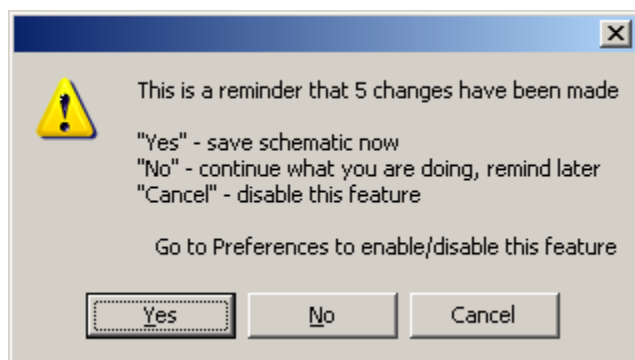 This is a reminder that 5 changes have been made
"Yes" - save schematic now
"No" - continue what you are doing, remind later
"Cancel" - disable this feature
Go to Preferences to enable/disable this feature
Yes No Cancel